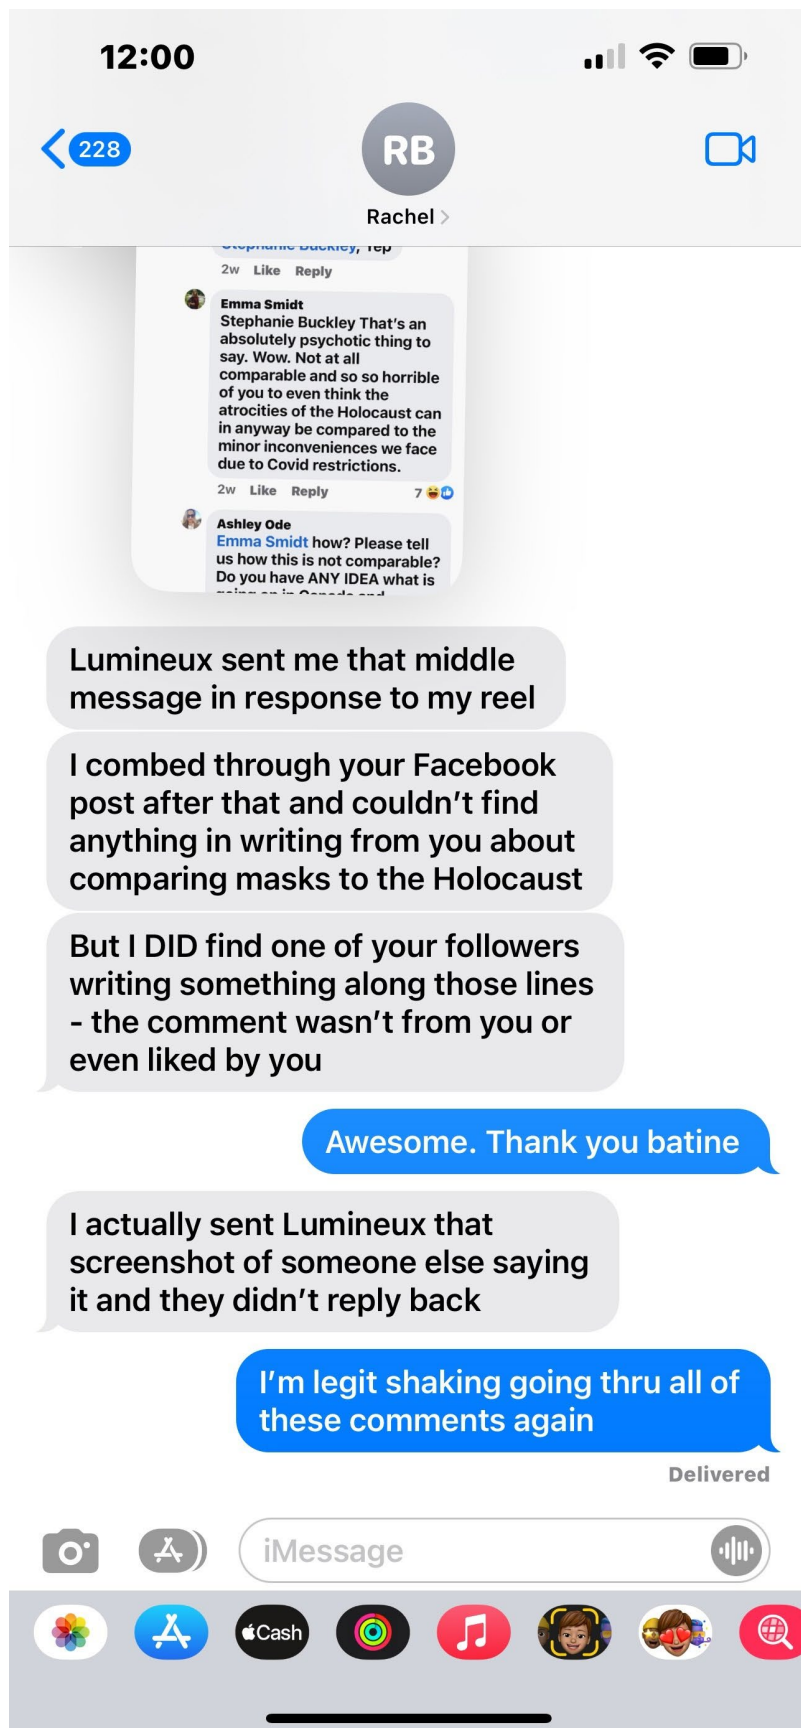 12:00
228
RB
Rachel
Stephanie Buckley, Yep
2w Like Reply
Emma Smidt
Stephanie Buckley That's an
absolutely psychotic thing to
say. Wow. Not at all
comparable and so so horrible
of you to even think the
atrocities of the Holocaust can
in anyway be compared to the
minor inconveniences we face
due to Covid restrictions.
2w Like Reply 7
Ashley Ode
Emma Smidt how? Please tell
us how this is not comparable?
Do you have ANY IDEA what is
going on in Canada and
Lumineux sent me that middle
message in response to my reel
I combed through your Facebook
post after that and couldn't find
anything in writing from you about
comparing masks to the Holocaust
But I DID find one of your followers
writing something along those lines
- the comment wasn't from you or
even liked by you
Awesome. Thank you batine
I actually sent Lumineux that
screenshot of someone else saying
it and they didn't reply back
I'm legit shaking going thru all of
these comments again
Delivered
iMessage
Cash